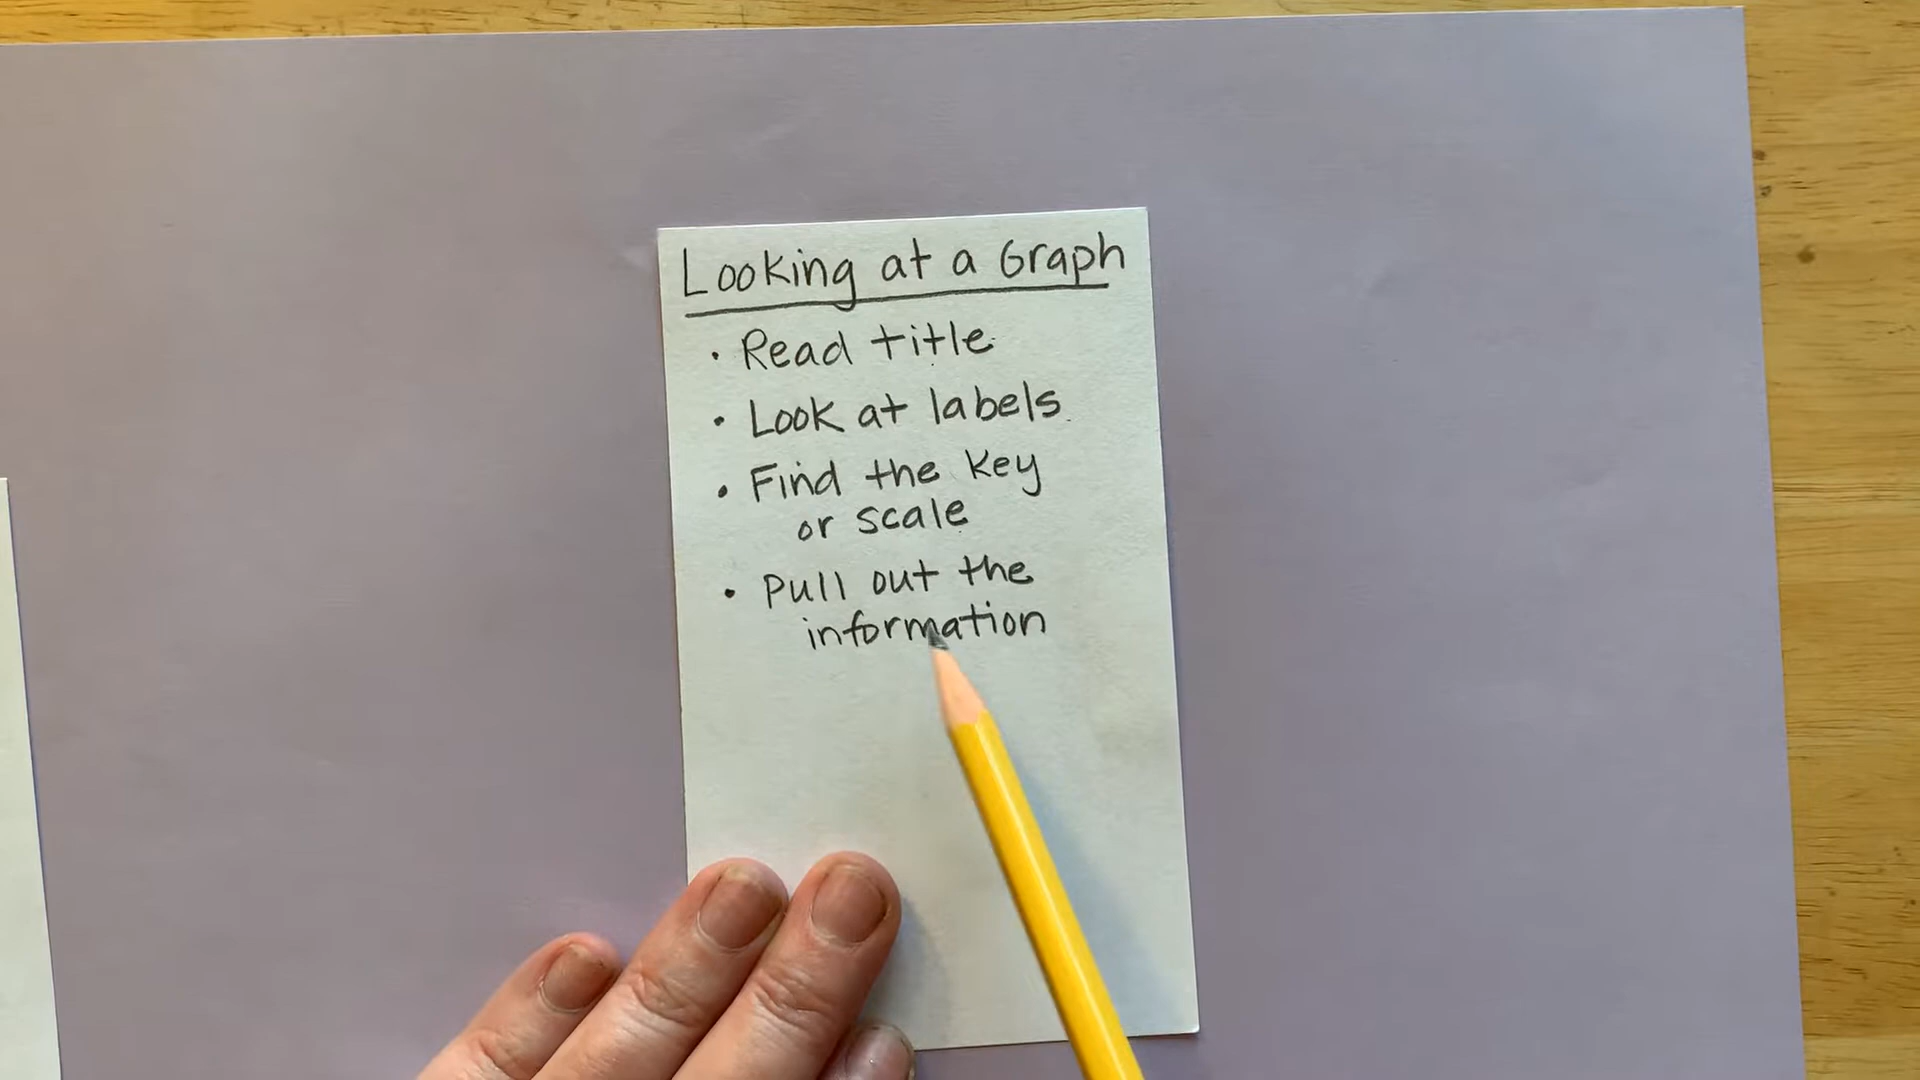 Looking at a Graph
• Read title
• Look at labels
• Find the key
or scale
• Pull out the
information